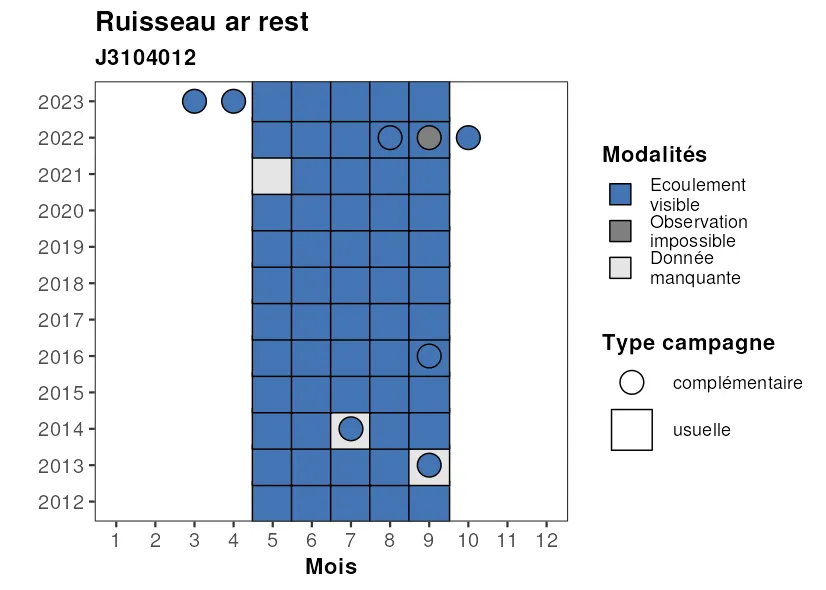 Ruisseau ar rest
J3104012
2023
2022
2021
2020
2019
2018
2017
2016
2015
2014
2013
2012
1 2 3 4 5 6 7 8 9 10 11 12
Mois
Modalités
Ecoulement
visible
Observation
impossible
Donnée
manquante
Type campagne
complémentaire
usuelle